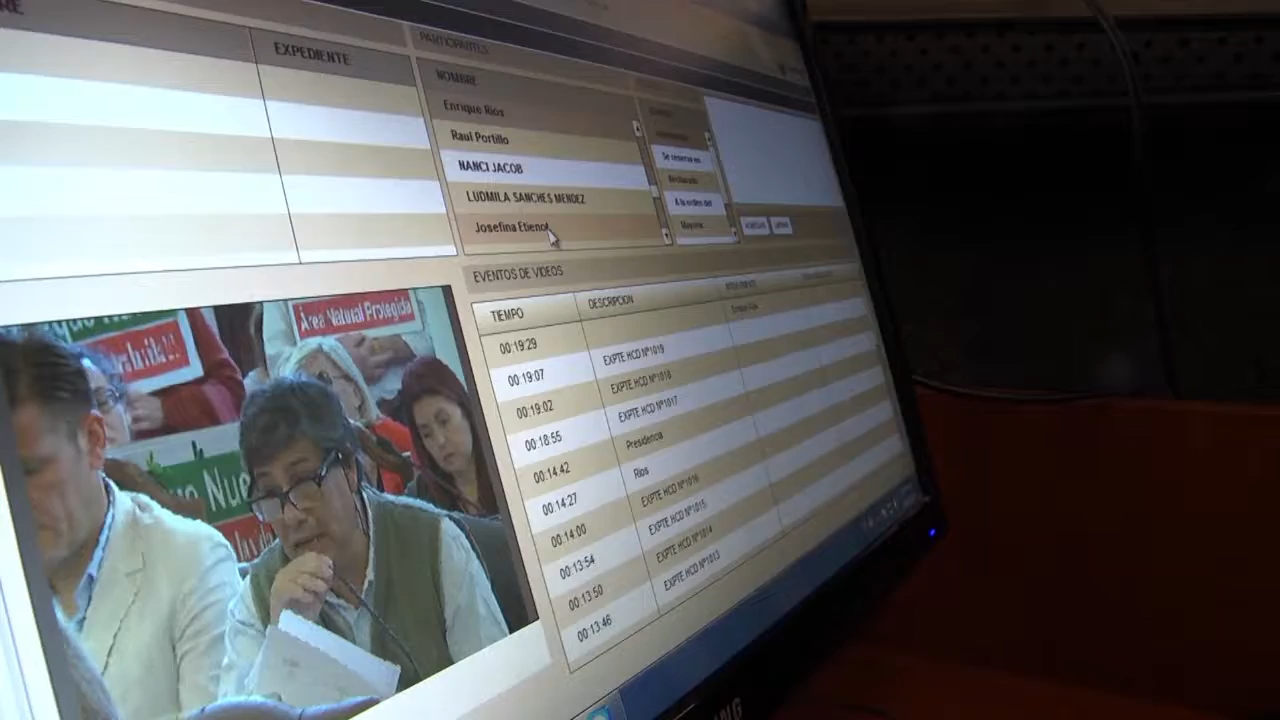 RE
EXPEDIENTE
PARTICIPANTES
NOMBRE
Enrique Rios
Raul Portillo
NANCI JACOB
LUDMILA SANCHES MENDEZ
Josefina Etienot
Se reserva en
A la orden del
Mayoria:
EVENTOS DE VIDEOS
TIEMPO DESCRIPCION
00:19:29
00:19:07 EXPTE HCD Nº1019
00:19:02 EXPTE HCD Nº1018
00:18:55 EXPTE HCD Nº1017
00:14:42 Presidencia
00:14:27 Rios
00:14:00 EXPTE HCD Nº1016
00:13:54 EXPTE HCD Nº1015
00:13:50 EXPTE HCD Nº1014
00:13:46 EXPTE HCD Nº1013
Área Natural Protegida
Nue